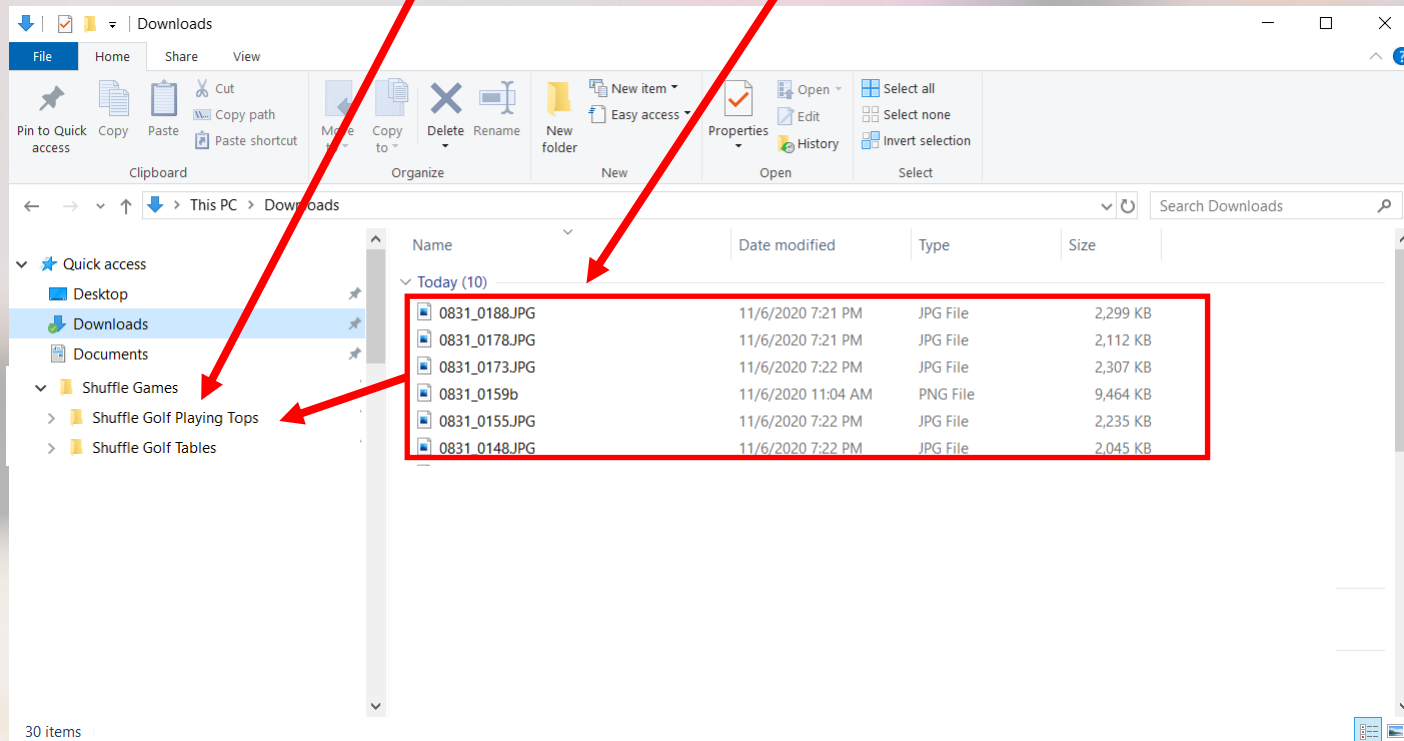 Downloads
File Home Share View
Pin to Quick access
Copy
Paste
Cut
Copy path
Paste shortcut
Clipboard
Move to
Copy to
Delete
Rename
Organize
New folder
New item
Easy access
New
Properties
Open
Edit
History
Open
Select all
Select none
Invert selection
Select
This PC > Downloads
Search Downloads
Quick access
Desktop
Downloads
Documents
Shuffle Games
Shuffle Golf Playing Tops
Shuffle Golf Tables
Name Date modified Type Size
Today (10)
0831_0188.JPG 11/6/2020 7:21 PM JPG File 2,299 KB
0831_0178.JPG 11/6/2020 7:21 PM JPG File 2,112 KB
0831_0173.JPG 11/6/2020 7:22 PM JPG File 2,307 KB
0831_0159b 11/6/2020 11:04 AM PNG File 9,464 KB
0831_0155.JPG 11/6/2020 7:22 PM JPG File 2,235 KB
0831_0148.JPG 11/6/2020 7:22 PM JPG File 2,045 KB
30 items